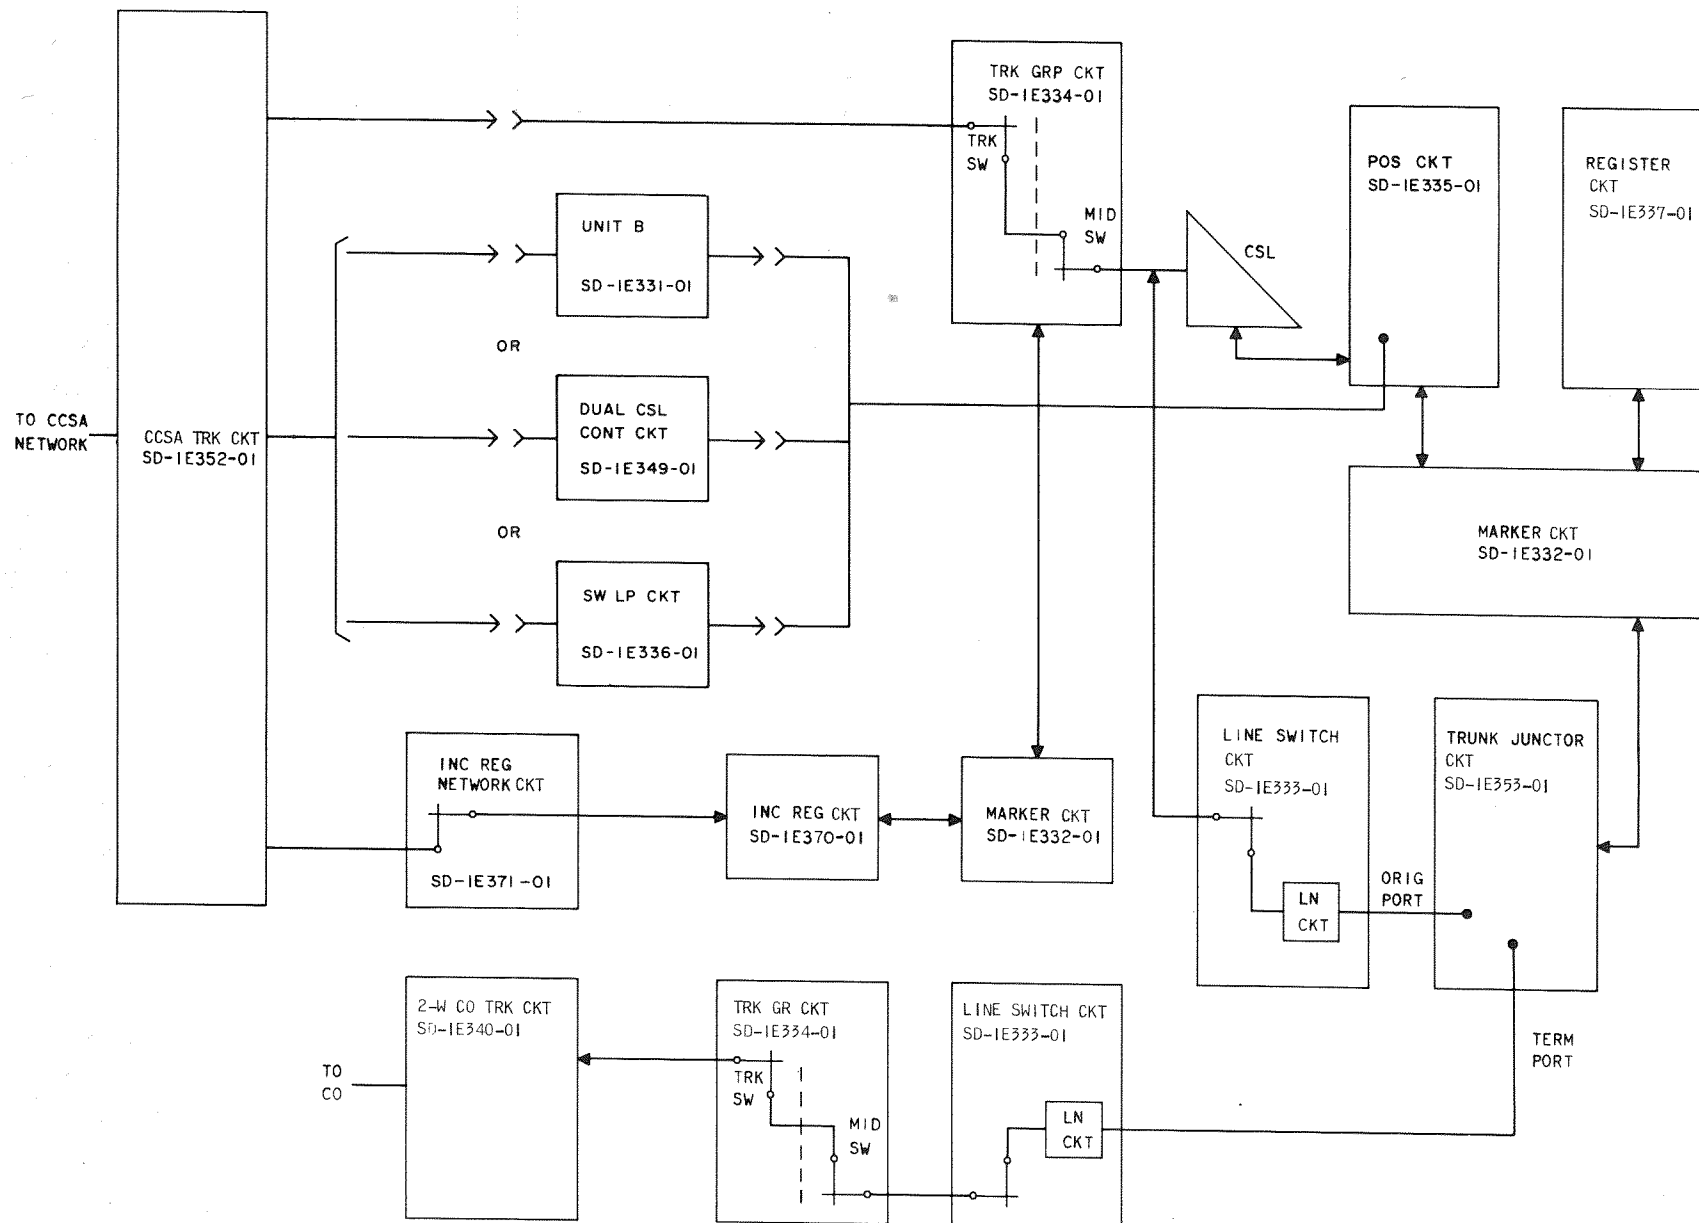 TRK GRP CKT
SD-1E334-01
TRK
SW
MID
SW
CSL
POS CKT
SD-1E335-01
REGISTER
CKT
SD-1E337-01
UNIT B
SD-1E331-01
OR
DUAL CSL
CONT CKT
SD-1E349-01
OR
SW LP CKT
SD-1E336-01
TO CCSA
NETWORK
CCSA TRK CKT
SD-1E352-01
MARKER CKT
SD-1E332-01
INC REG
NETWORK CKT
SD-1E371-01
INC REG CKT
SD-1E370-01
MARKER CKT
SD-1E332-01
LINE SWITCH
CKT
SD-1E333-01
LN
CKT
ORIG
PORT
TRUNK JUNCTOR
CKT
SD-1E353-01
2-W CO TRK CKT
SD-1E340-01
TO
CO
TRK GR CKT
SD-1E334-01
TRK
SW
MID
SW
LINE SWITCH CKT
SD-1E333-01
LN
CKT
TERM
PORT